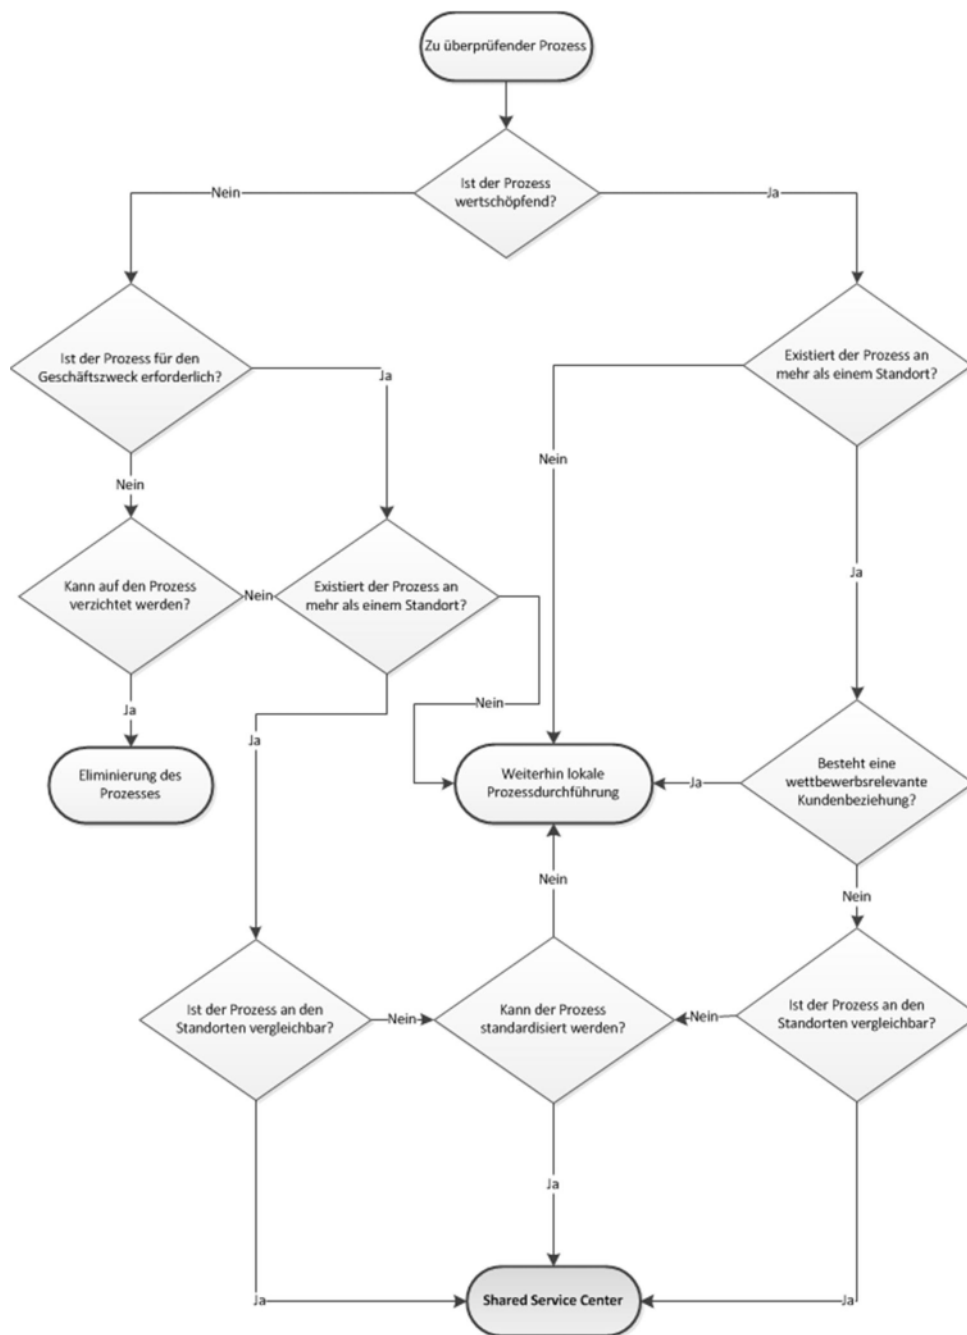 Zu überprüfender Prozess
Ist der Prozess
wertschöpfend?
Nein
Ja
Ist der Prozess für den
Geschäftszweck erforderlich?
Ja
Existiert der Prozess an
mehr als einem Standort?
Nein
Nein
Kann auf den Prozess
verzichtet werden?
Nein
Existiert der Prozess an
mehr als einem Standort?
Ja
Nein
Ja
Ja
Eliminierung des
Prozesses
Weiterhin lokale
Prozessdurchführung
Ja
Besteht eine
wettbewerbsrelevante
Kundenbeziehung?
Nein
Nein
Ist der Prozess an den
Standorten vergleichbar?
Nein
Kann der Prozess
standardisiert werden?
Nein
Ist der Prozess an den
Standorten vergleichbar?
Ja
Ja
Shared Service Center
Ja